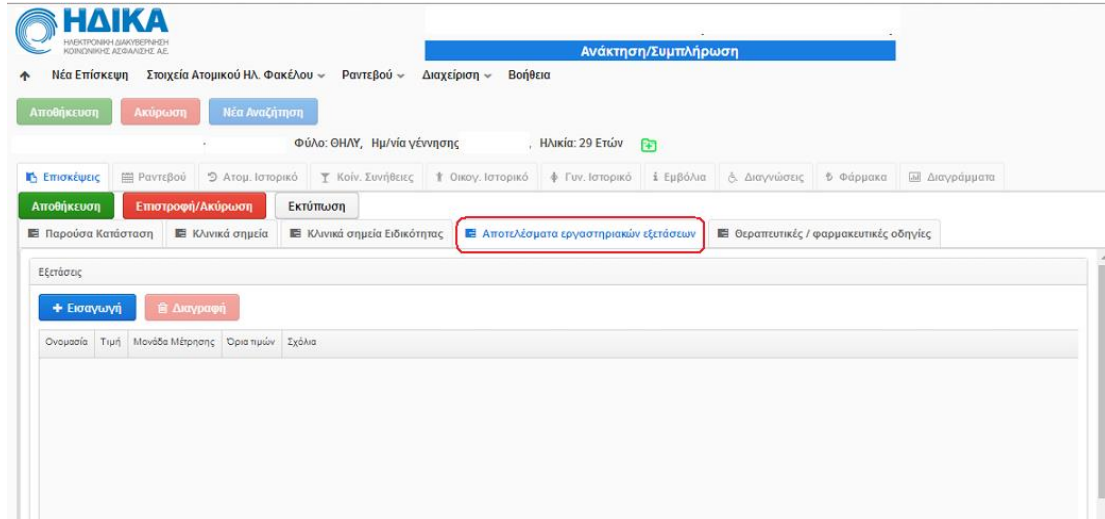 ΗΔΙΚΑ
ΗΛΕΚΤΡΟΝΙΚΗ ΔΙΑΚΥΒΕΡΝΗΣΗ
ΚΟΙΝΩΝΙΚΗΣ ΑΣΦΑΛΙΣΗΣ Α.Ε.
Ανάκτηση/Συμπλήρωση
Νέα Επίσκεψη Στοιχεία Ατομικού Ηλ. Φακέλου Ραντεβού Διαχείριση Βοήθεια
Αποθήκευση Ακύρωση Νέα Αναζήτηση
Φύλο: ΘΗΛΥ, Ημ/νία γέννησης , Ηλικία: 29 Ετών
Επισκέψεις Ραντεβού Ατομ. Ιστορικό Κοίν. Συνήθειες Οικογ. Ιστορικό Γυν. Ιστορικό Εμβόλια Διαγνώσεις Φάρμακα Διαγράμματα
Αποθήκευση Επιστροφή/Ακύρωση Εκτύπωση
Παρούσα Κατάσταση Κλινικά σημεία Κλινικά σημεία Ειδικότητας Αποτελέσματα εργαστηριακών εξετάσεων Θεραπευτικές / φαρμακευτικές οδηγίες
Εξετάσεις
+ Εισαγωγή Διαγραφή
Ονομασία Τιμή Μονάδα Μέτρησης Όρια τιμών Σχόλια